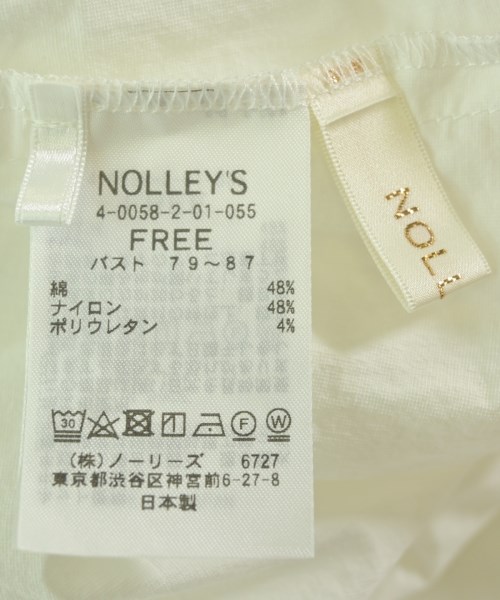 NOLLEY'S
4-0058-2-01-055
FREE
バスト 79～87
綿 48%
ナイロン 48%
ポリウレタン 4%
30 F W
(株)ノーリーズ 6727
東京都渋谷区神宮前6-27-8
日本製
NOLL